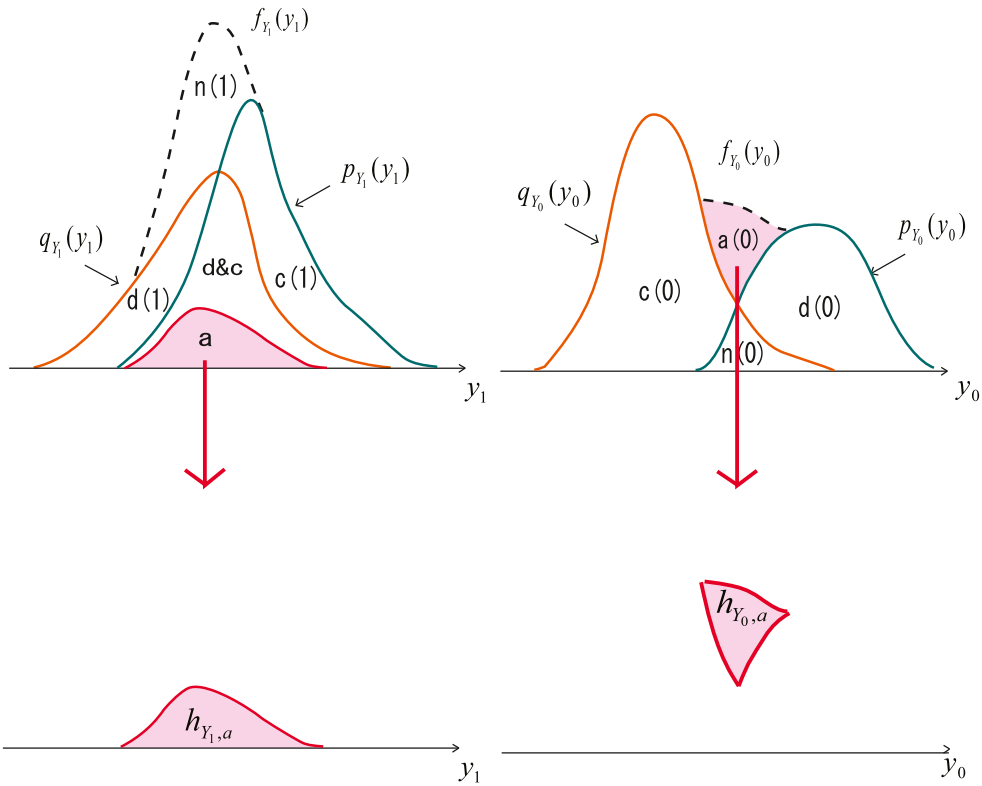 f_{Y_1}(y_1)
n(1)
p_{Y_1}(y_1)
q_{Y_1}(y_1)
d&c
c(1)
d(1)
a
y_1
f_{Y_0}(y_0)
q_{Y_0}(y_0)
p_{Y_0}(y_0)
a(0)
c(0)
d(0)
n(0)
y_0
h_{Y_1,a}
y_1
h_{Y_0,a}
y_0